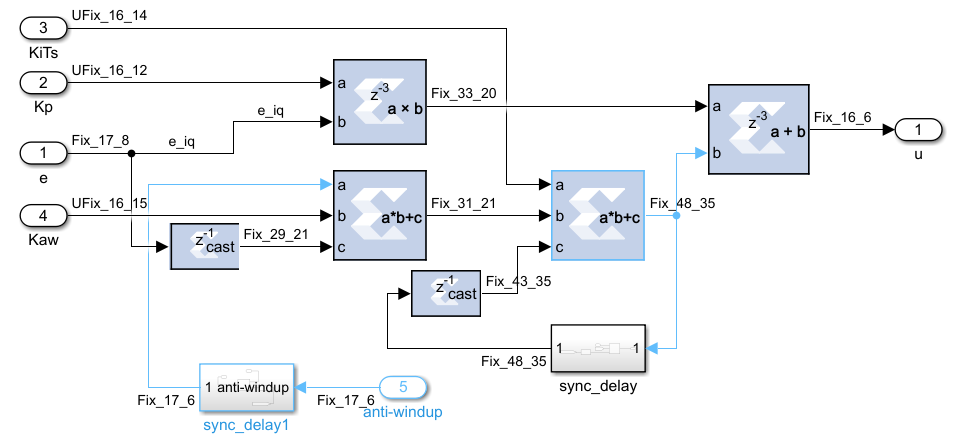 3
KiTs
UFix_16_14
2
Kp
UFix_16_12
a
b
z-3
a × b
Fix_33_20
e_iq
a
b
z-3
a + b
Fix_16_6
1
u
1
e
Fix_17_8
e_iq
4
Kaw
UFix_16_15
z-1
cast
Fix_29_21
a
b
c
a*b+c
Fix_31_21
a
b
c
a*b+c
Fix_48_35
z-1
cast
Fix_43_35
Fix_48_35
1
1
sync_delay
Fix_17_6
1 anti-windup
sync_delay1
Fix_17_6
5
anti-windup